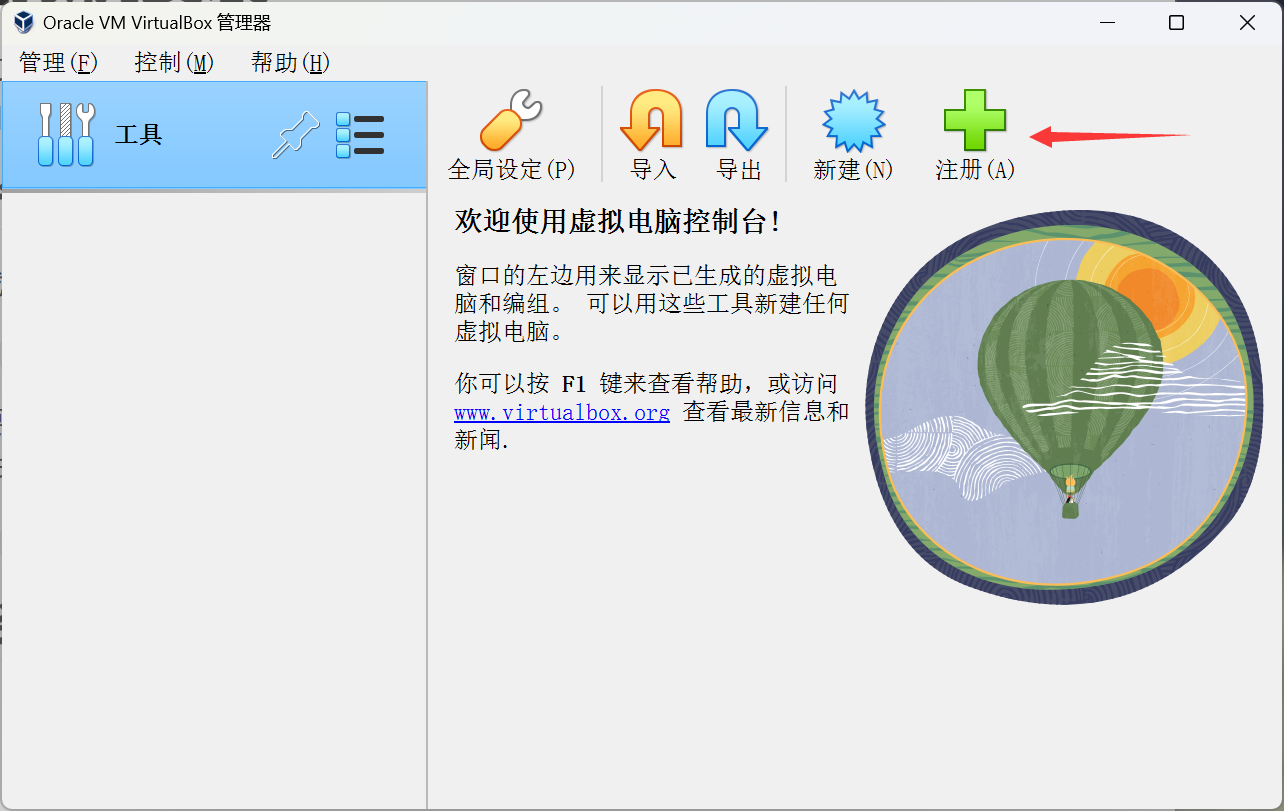 Oracle VM VirtualBox 管理器
管理(F) 控制(M) 帮助(H)
工具
全局设定(P) 导入 导出 新建(N) 注册(A)
欢迎使用虚拟电脑控制台!
窗口的左边用来显示已生成的虚拟电
脑和编组。 可以用这些工具新建任何
虚拟电脑。
你可以按 F1 键来查看帮助，或访问
www.virtualbox.org 查看最新信息和
新闻.